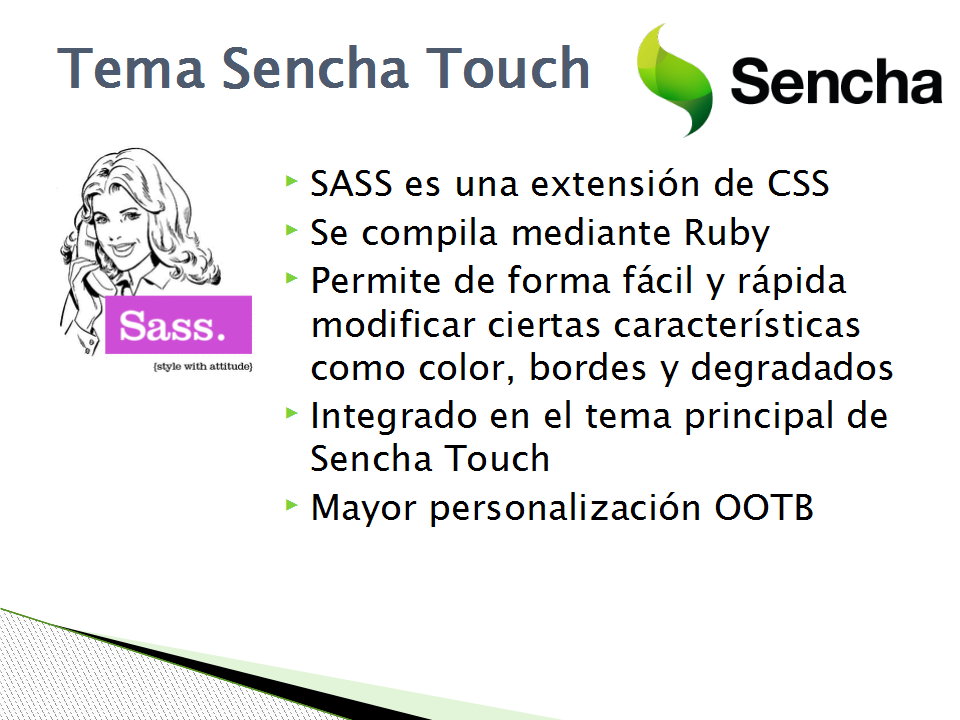 Tema Sencha Touch
Sencha
SASS es una extensión de CSS
Se compila mediante Ruby
Permite de forma fácil y rápida
modificar ciertas características
como color, bordes y degradados
Integrado en el tema principal de
Sencha Touch
Mayor personalización OOTB
Sass.
{style with attitude}